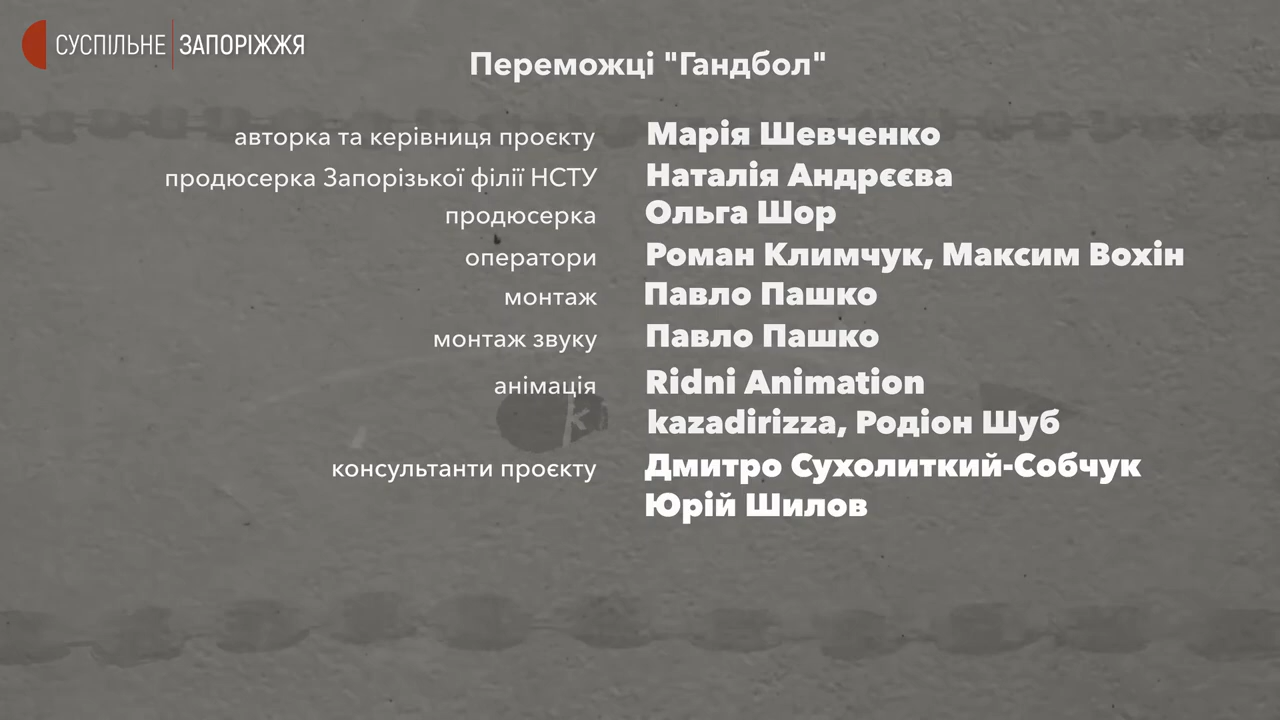 СУСПІЛЬНЕ ЗАПОРІЖЖЯ
Переможці "Гандбол"
авторка та керівниця проєкту Марія Шевченко
продюсерка Запорізької філії НСТУ Наталія Андрєєва
продюсерка Ольга Шор
оператори Роман Климчук, Максим Вохін
монтаж Павло Пашко
монтаж звуку Павло Пашко
анімація Ridni Animation
kazadirizza, Родіон Шуб
консультанти проєкту Дмитро Сухолиткий-Собчук
Юрій Шилов